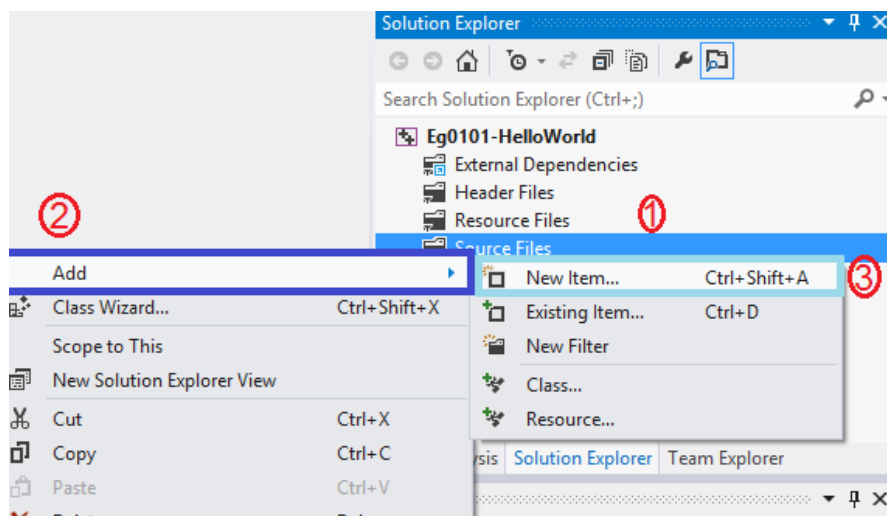 Solution Explorer
Search Solution Explorer (Ctrl+;)
Eg0101-HelloWorld
External Dependencies
Header Files
Resource Files
1
2
Source Files
Add
New Item... Ctrl+Shift+A
3
Class Wizard... Ctrl+Shift+X
Existing Item... Ctrl+D
Scope to This
New Filter
New Solution Explorer View
Class...
Cut Ctrl+X
Resource...
Copy Ctrl+C
ysis Solution Explorer Team Explorer
Paste Ctrl+V